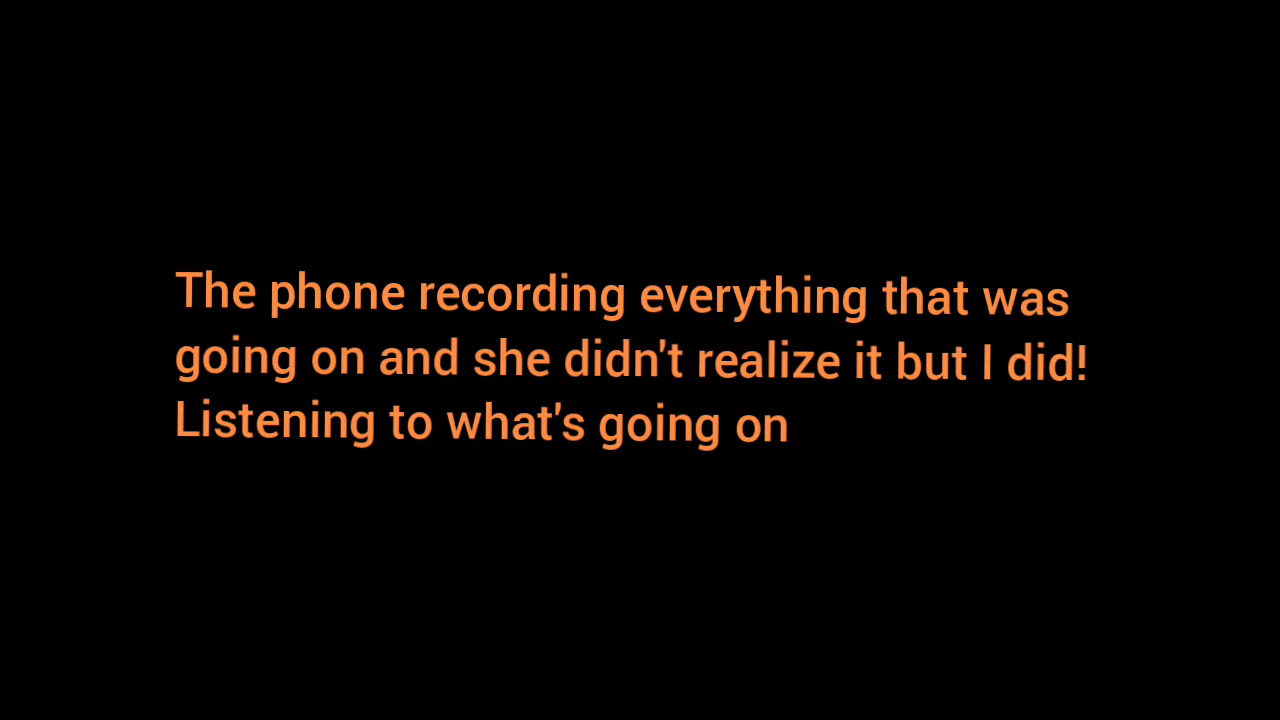 The phone recording everything that was
going on and she didn't realize it but I did!
Listening to what's going on